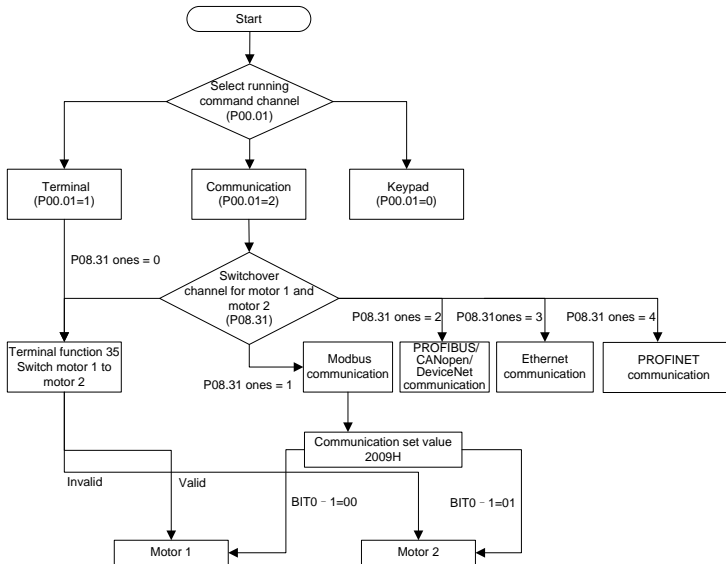 Start
Select running
command channel
(P00.01)
Terminal
(P00.01=1)
Communication
(P00.01=2)
Keypad
(P00.01=0)
P08.31 ones = 0
Switchover
channel for motor 1 and
motor 2
(P08.31)
P08.31 ones = 2
P08.31ones = 3
P08.31 ones = 4
Terminal function 35
Switch motor 1 to
motor 2
P08.31 ones = 1
Modbus
communication
PROFIBUS/
CANopen/
DeviceNet
communication
Ethernet
communication
PROFINET
communication
Communication set value
2009H
Invalid
Valid
BIT0﹣1=00
BIT0﹣1=01
Motor 1
Motor 2